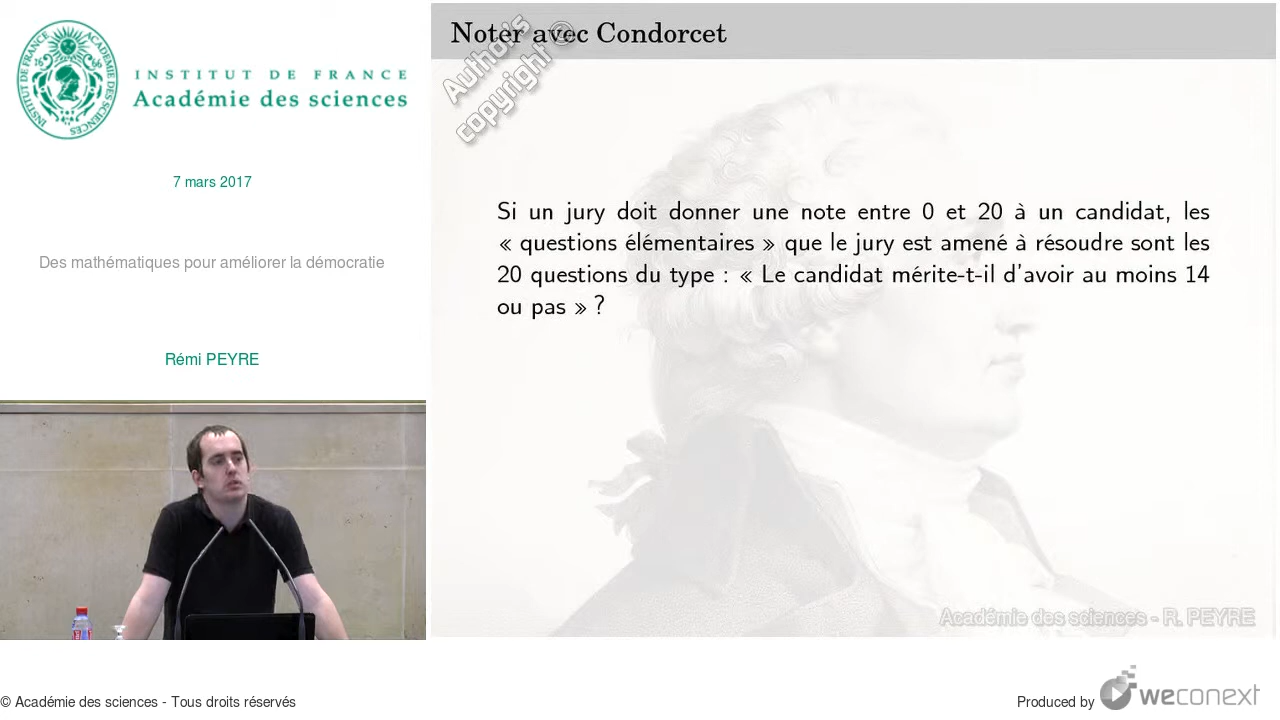 INSTITUT DE FRANCE
Académie des sciences
7 mars 2017
Des mathématiques pour améliorer la démocratie
Rémi PEYRE
Noter avec Condorcet
Author's
copyright ©
Si un jury doit donner une note entre 0 et 20 à un candidat, les
« questions élémentaires » que le jury est amené à résoudre sont les
20 questions du type : « Le candidat mérite-t-il d'avoir au moins 14
ou pas » ?
Académie des sciences - R. PEYRE
© Académie des sciences - Tous droits réservés
Produced by weconext